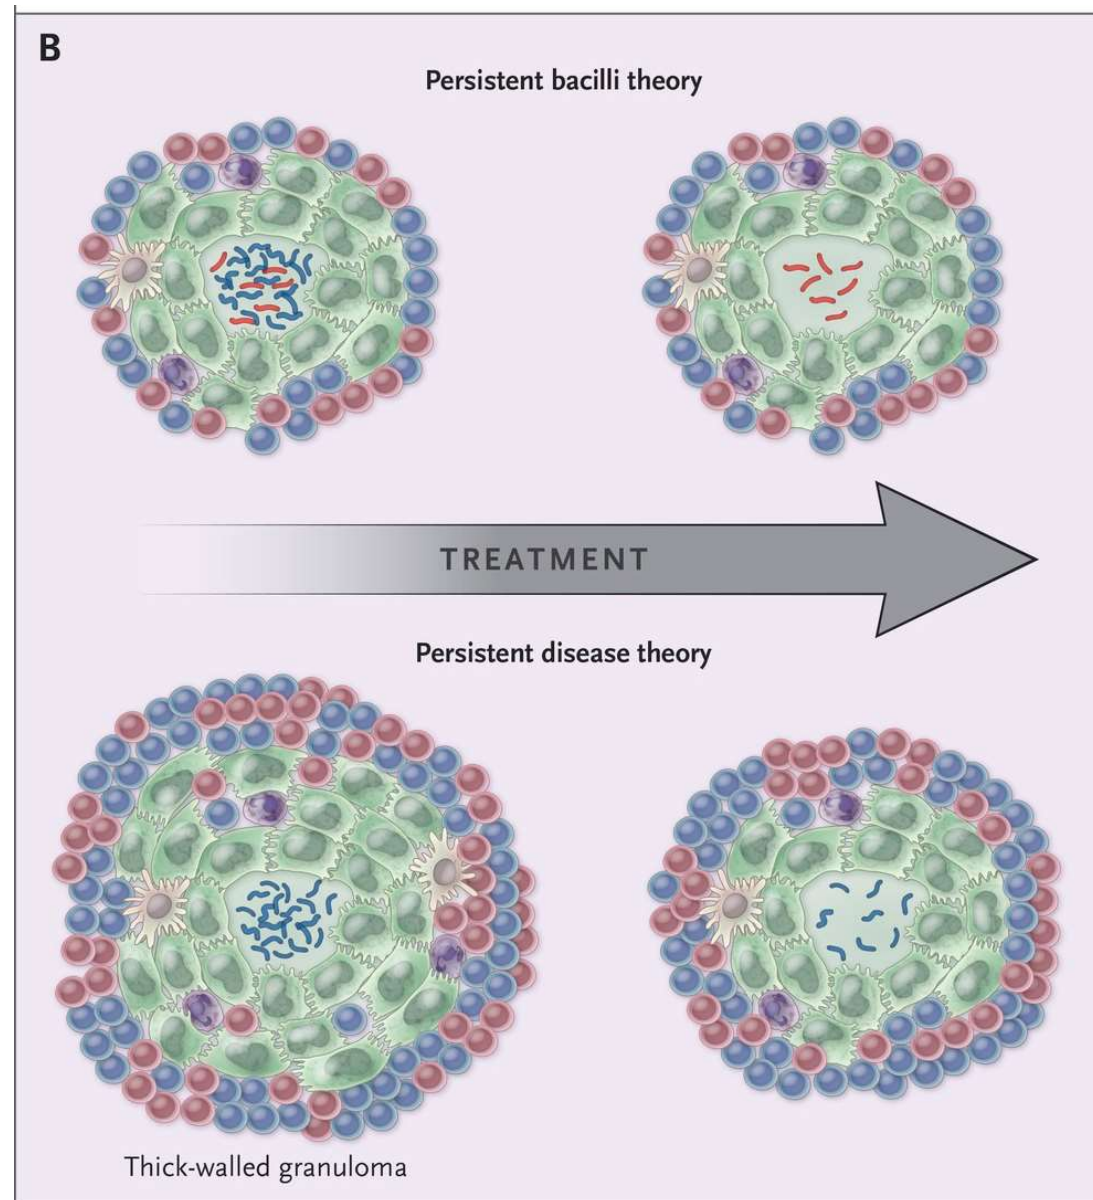 B
Persistent bacilli theory
TREATMENT
Persistent disease theory
Thick-walled granuloma